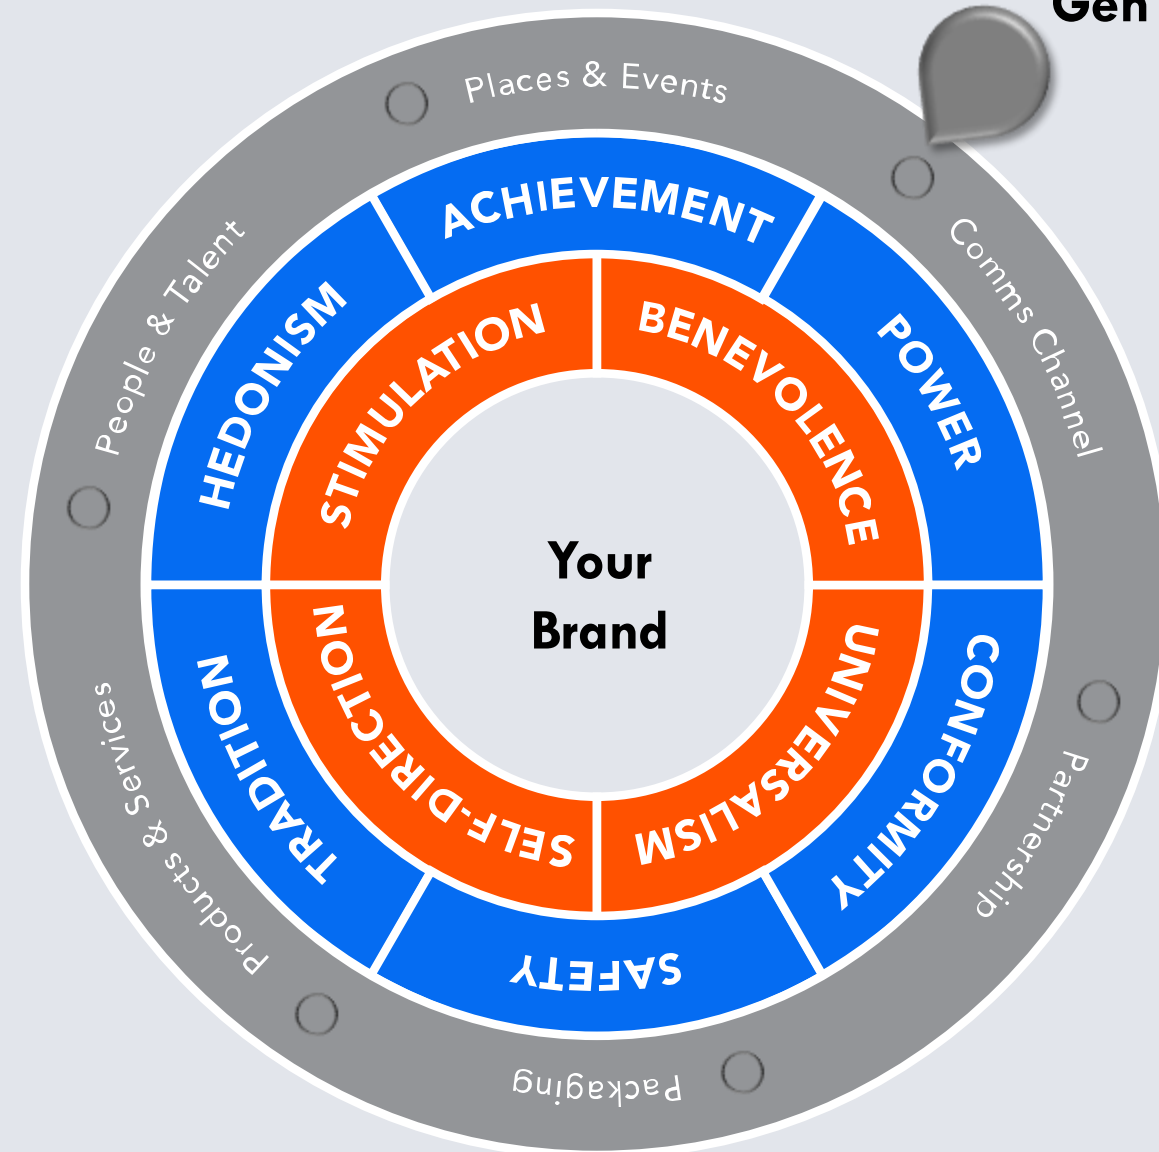 Gen
Places & Events
Comms Channel
Partnership
Packaging
Products & Services
People & Talent
ACHIEVEMENT
POWER
CONFORMITY
SAFETY
TRADITION
HEDONISM
STIMULATION
BENEVOLENCE
UNIVERSALISM
SELF-DIRECTION
Your
Brand